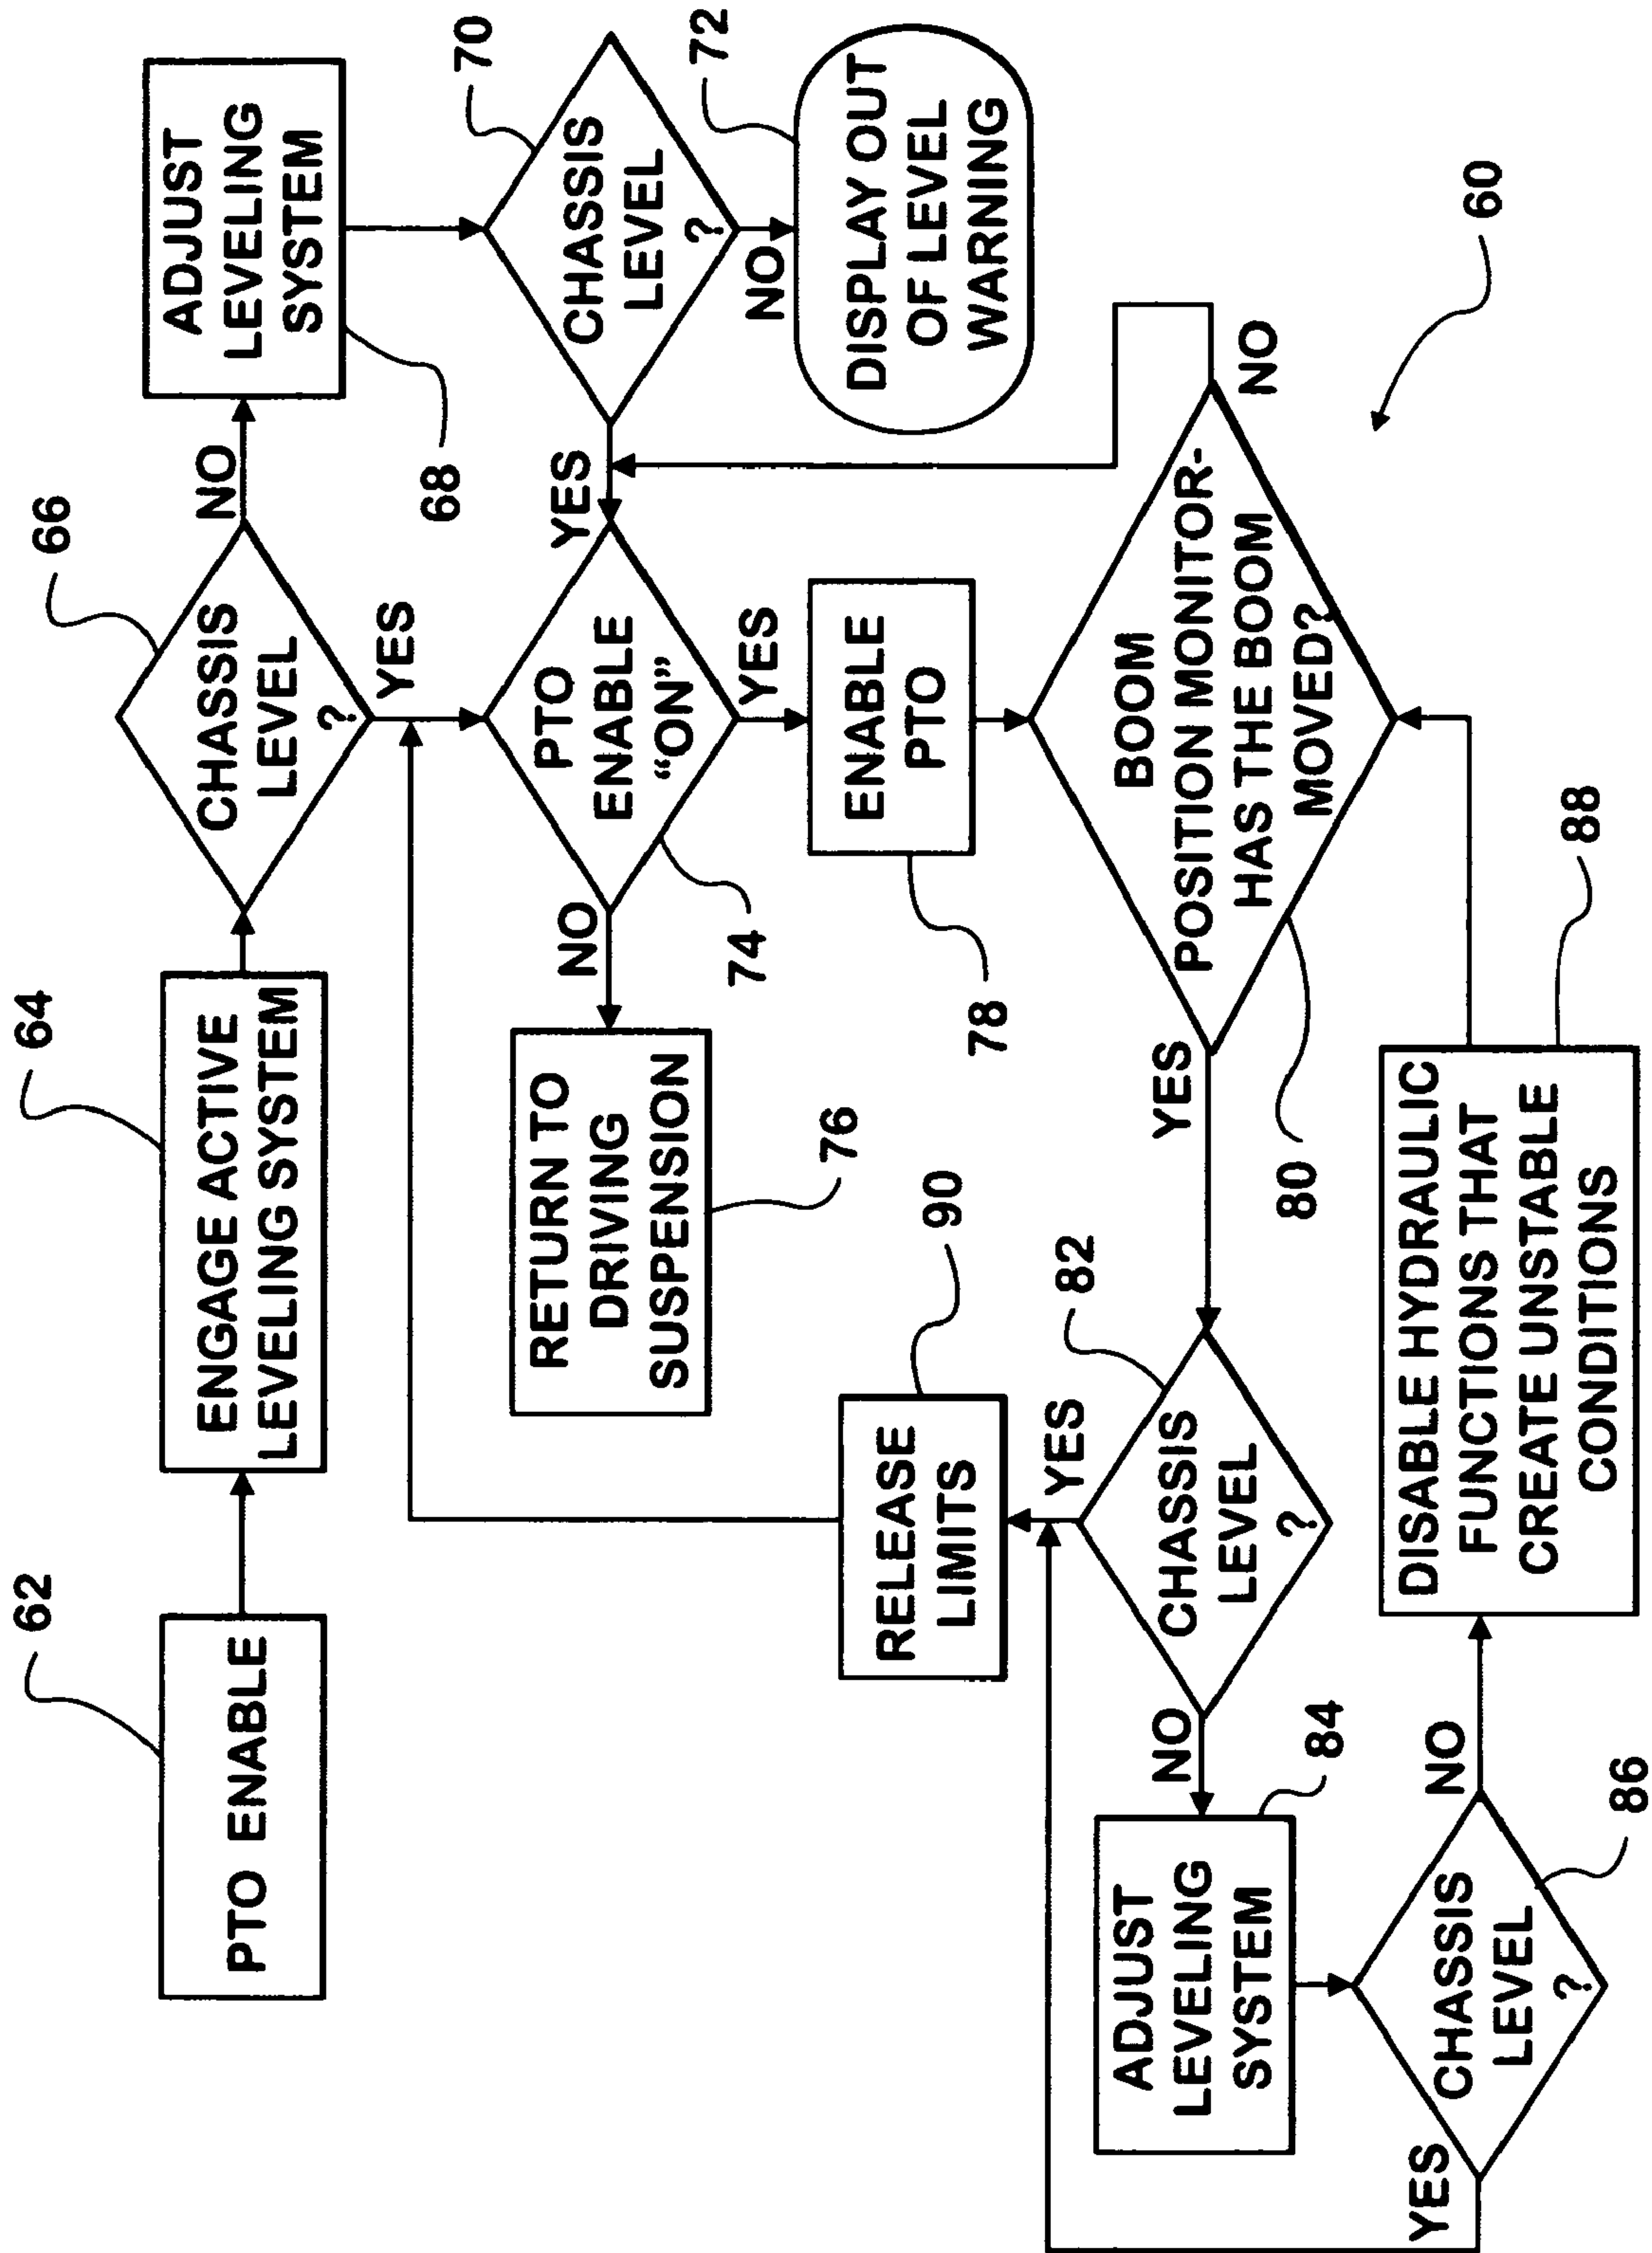 62
PTO ENABLE
64
ENGAGE ACTIVE
LEVELING SYSTEM
66
CHASSIS
LEVEL
?
NO
YES
68
ADJUST
LEVELING
SYSTEM
70
CHASSIS
LEVEL
?
YES
NO
72
DISPLAY OUT
OF LEVEL
WARNING
74
PTO
ENABLE
“ON”
NO
YES
76
RETURN TO
DRIVING
SUSPENSION
78
ENABLE
PTO
80
BOOM
POSITION MONITOR-
HAS THE BOOM
MOVED?
NO
YES
82
CHASSIS
LEVEL
?
YES
NO
90
RELEASE
LIMITS
84
ADJUST
LEVELING
SYSTEM
86
CHASSIS
LEVEL
?
YES
NO
88
DISABLE HYDRAULIC
FUNCTIONS THAT
CREATE UNSTABLE
CONDITIONS
60